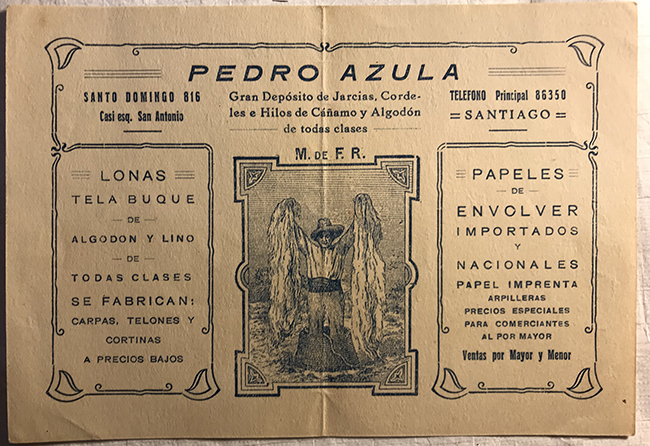 PEDRO AZULA
SANTO DOMINGO 816
Casi esq. San Antonio
Gran Depósito de Jarcias, Corde-
les e Hilos de Cáñamo y Algodón
de todas clases
TELEFONO Principal 86350
SANTIAGO
M. DE F. R.
LONAS
TELA BUQUE
DE
ALGODON Y LINO
DE
TODAS CLASES
SE FABRICAN:
CARPAS, TELONES Y
CORTINAS
A PRECIOS BAJOS
PAPELES
DE
ENVOLVER
IMPORTADOS
Y
NACIONALES
PAPEL IMPRENTA
ARPILLERAS
PRECIOS ESPECIALES
PARA COMERCIANTES
AL POR MAYOR
Ventas por Mayor y Menor